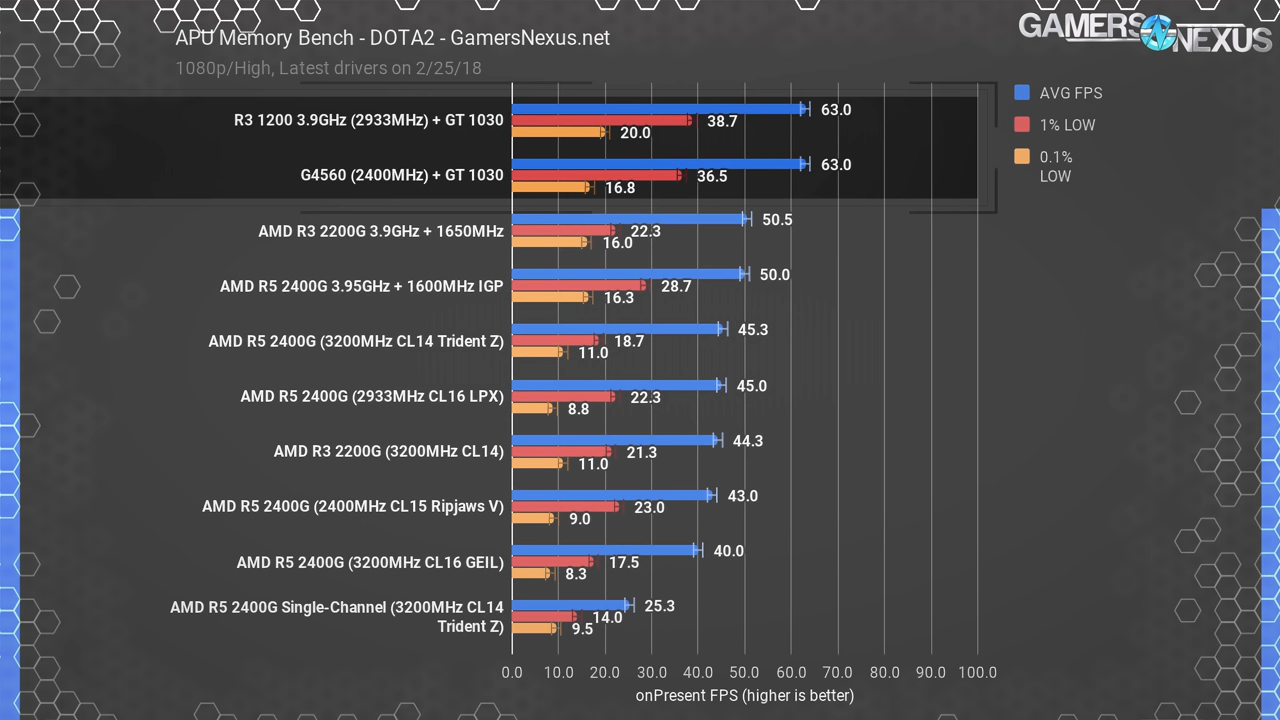 APU Memory Bench - DOTA2 - GamersNexus.net
1080p/High, Latest drivers on 2/25/18
GAMERS NEXUS
AVG FPS
1% LOW
0.1%
LOW
R3 1200 3.9GHz (2933MHz) + GT 1030
63.0
38.7
20.0
G4560 (2400MHz) + GT 1030
63.0
36.5
16.8
AMD R3 2200G 3.9GHz + 1650MHz
50.5
22.3
16.0
AMD R5 2400G 3.95GHz + 1600MHz IGP
50.0
28.7
16.3
AMD R5 2400G (3200MHz CL14 Trident Z)
45.3
18.7
11.0
AMD R5 2400G (2933MHz CL16 LPX)
45.0
22.3
8.8
AMD R3 2200G (3200MHz CL14)
44.3
21.3
11.0
AMD R5 2400G (2400MHz CL15 Ripjaws V)
43.0
23.0
9.0
AMD R5 2400G (3200MHz CL16 GEIL)
40.0
17.5
8.3
AMD R5 2400G Single-Channel (3200MHz CL14
Trident Z)
25.3
14.0
9.5
0.0 10.0 20.0 30.0 40.0 50.0 60.0 70.0 80.0 90.0 100.0
onPresent FPS (higher is better)